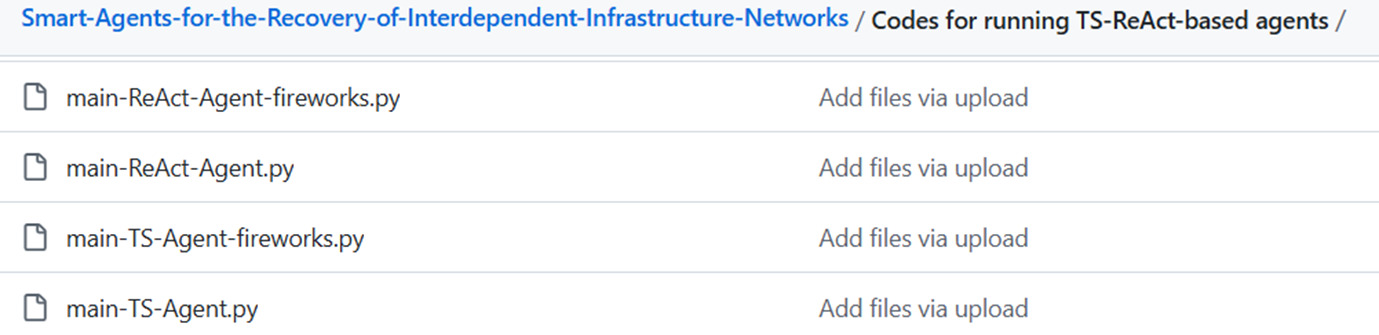 Smart-Agents-for-the-Recovery-of-Interdependent-Infrastructure-Networks / Codes for running TS-ReAct-based agents /
main-ReAct-Agent-fireworks.py Add files via upload
main-ReAct-Agent.py Add files via upload
main-TS-Agent-fireworks.py Add files via upload
main-TS-Agent.py Add files via upload